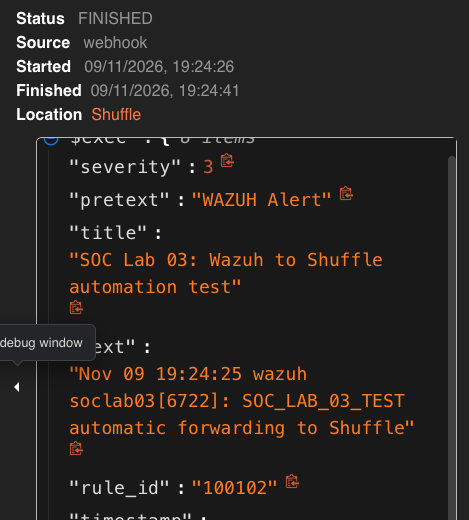 Status FINISHED
Source webhook
Started 09/11/2026, 19:24:26
Finished 09/11/2026, 19:24:41
Location Shuffle
"severity" : 3
"pretext" : "WAZUH Alert"
"title" :
"SOC Lab 03: Wazuh to Shuffle
automation test"
debug window
ext" :
"Nov 09 19:24:25 wazuh
soclab03[6722]: SOC_LAB_03_TEST
automatic forwarding to Shuffle"
"rule_id" : "100102"